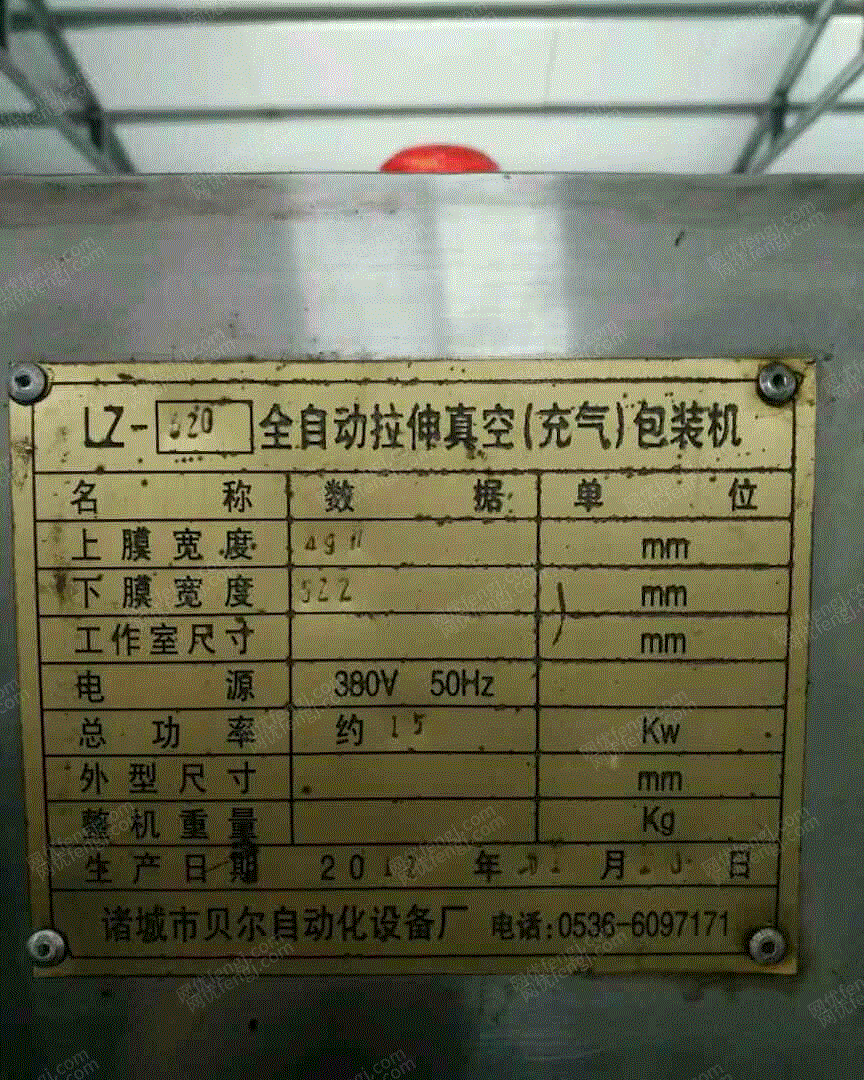 LZ-520 全自动拉伸真空(充气)包装机
名称 数据 单位
上膜宽度 mm
下膜宽度 522 mm
工作室尺寸 mm
电源 380V 50Hz
总功率 约 15 Kw
外型尺寸 mm
整机重量 Kg
生产日期 2012 年 月 日
诸城市贝尔自动化设备厂 电话:0536-6097171